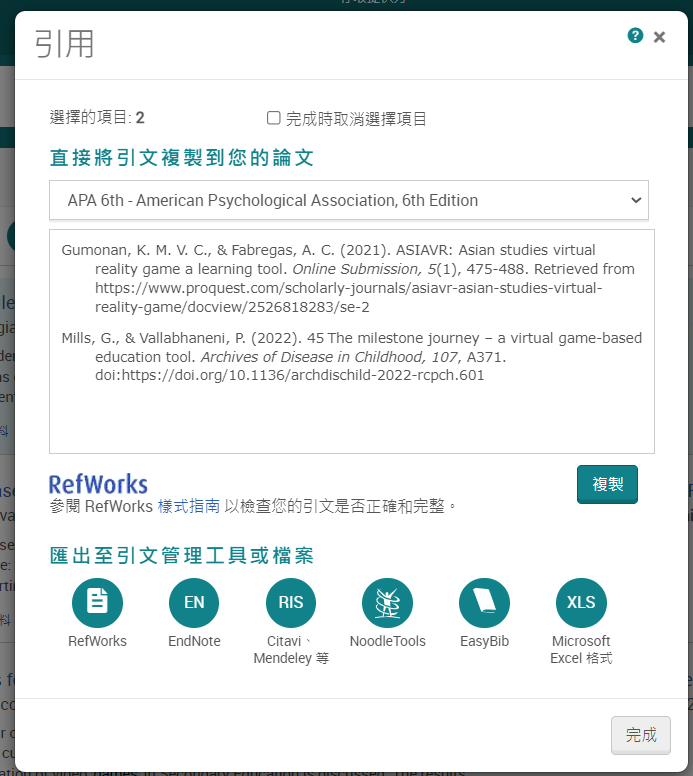 引用
?
×
選擇的項目: 2
完成時取消選擇項目
直接將引文複製到您的論文
APA 6th - American Psychological Association, 6th Edition
Gumonan, K. M. V. C., & Fabregas, A. C. (2021). ASIAVR: Asian studies virtual
reality game a learning tool. Online Submission, 5(1), 475-488. Retrieved from
https://www.proquest.com/scholarly-journals/asiavr-asian-studies-virtual-
reality-game/docview/2526818283/se-2
Mills, G., & Vallabhaneni, P. (2022). 45 The milestone journey – a virtual game-based
education tool. Archives of Disease in Childhood, 107, A371.
doi:https://doi.org/10.1136/archdischild-2022-rcpch.601
RefWorks
複製
參閱 RefWorks 樣式指南 以檢查您的引文是否正確和完整。
匯出至引文管理工具或檔案
EN
RIS
XLS
RefWorks
EndNote
Citavi、
Mendeley 等
NoodleTools
EasyBib
Microsoft
Excel 格式
完成